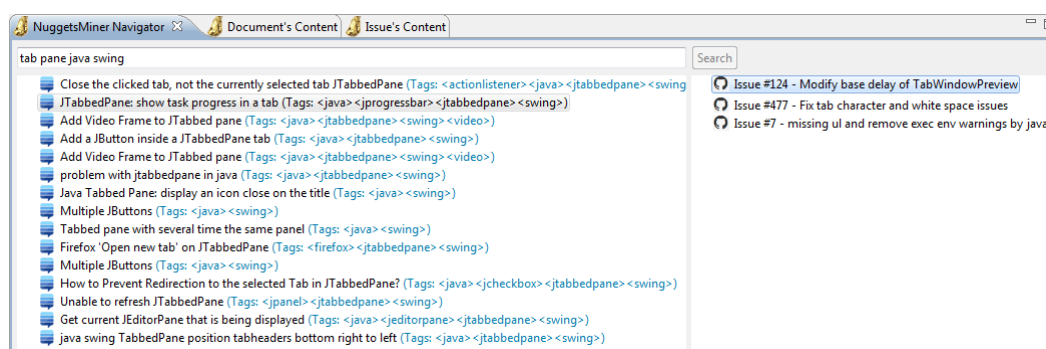 NuggetsMiner Navigator Document's Content Issue's Content
tab pane java swing Search
Close the clicked tab, not the currently selected tab JTabbedPane (Tags: <actionlistener><java><jtabbedpane><swing
JTabbedPane: show task progress in a tab (Tags: <java><jprogressbar><jtabbedpane><swing>)
Add Video Frame to JTabbed pane (Tags: <java><jtabbedpane><swing><video>)
Add a JButton inside a JTabbedPane tab (Tags: <java><jtabbedpane><swing>)
Add Video Frame to JTabbed pane (Tags: <java><jtabbedpane><swing><video>)
problem with jtabbedpane in java (Tags: <java><jtabbedpane><swing>)
Java Tabbed Pane: display an icon close on the title (Tags: <java><jtabbedpane><swing>)
Multiple JButtons (Tags: <java><swing>)
Tabbed pane with several time the same panel (Tags: <java><swing>)
Firefox 'Open new tab' on JTabbedPane (Tags: <firefox><jtabbedpane><swing>)
Multiple JButtons (Tags: <java><swing>)
How to Prevent Redirection to the selected Tab in JTabbedPane? (Tags: <java><jcheckbox><jtabbedpane><swing>)
Unable to refresh JTabbedPane (Tags: <jpanel><jtabbedpane><swing>)
Get current JEditorPane that is being displayed (Tags: <java><jeditorpane><jtabbedpane><swing>)
java swing TabbedPane position tabheaders bottom right to left (Tags: <java><jtabbedpane><swing>)
Issue #124 - Modify base delay of TabWindowPreview
Issue #477 - Fix tab character and white space issues
Issue #7 - missing ul and remove exec env warnings by java